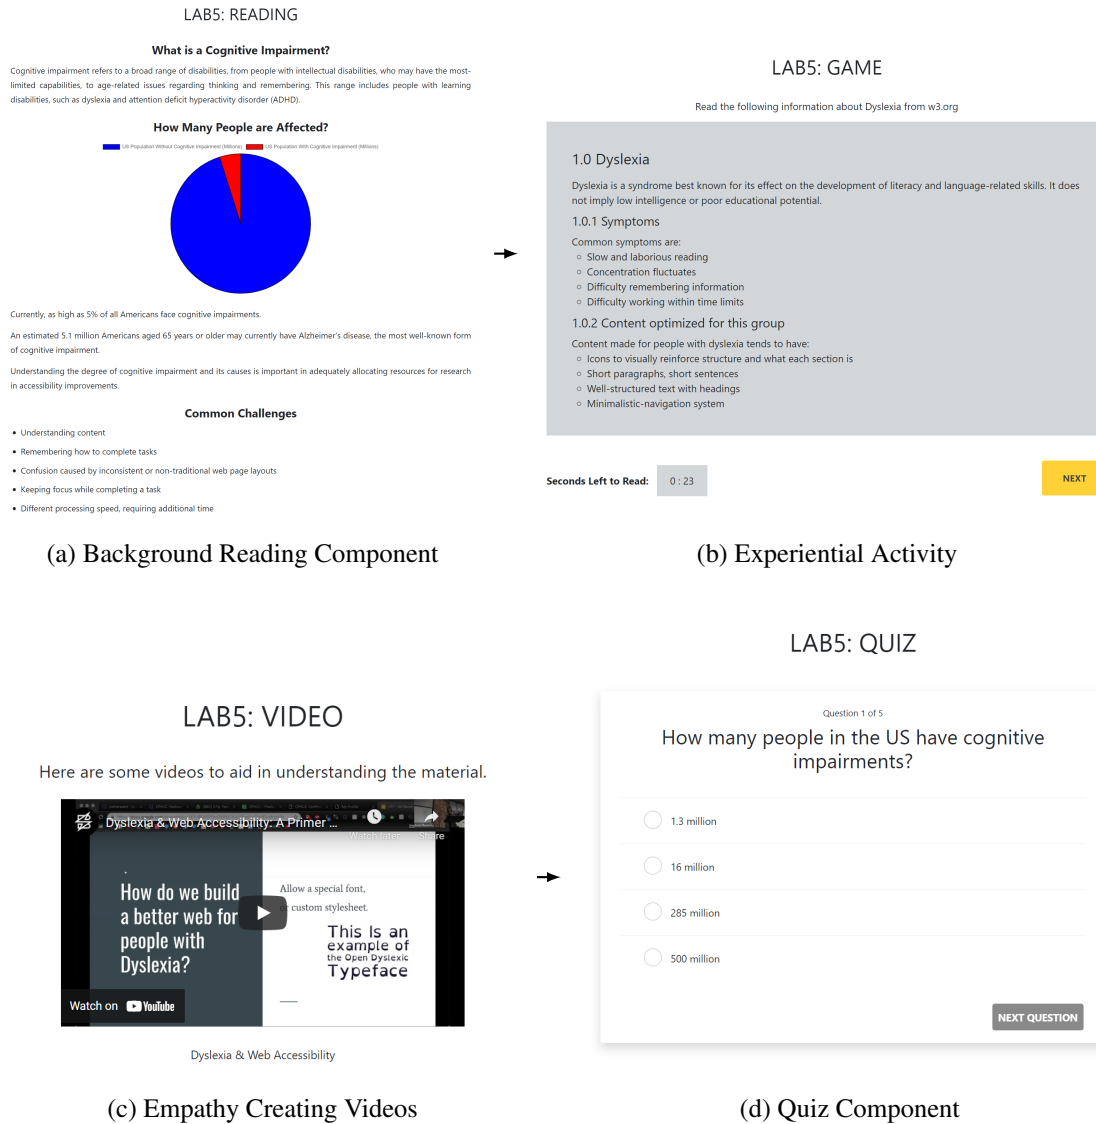 LAB5: READING
What is a Cognitive Impairment?
Cognitive impairment refers to a broad range of disabilities, from people with intellectual disabilities, who may have the most-
limited capabilities, to age-related issues regarding thinking and remembering. This range includes people with learning
disabilities, such as dyslexia and attention deficit hyperactivity disorder (ADHD).
How Many People are Affected?
US Population Without Cognitive Impairment (Millions) US Population With Cognitive Impairment (Millions)
Currently, as high as 5% of all Americans face cognitive impairments.
An estimated 5.1 million Americans aged 65 years or older may currently have Alzheimer's disease, the most well-known form
of cognitive impairment.
Understanding the degree of cognitive impairment and its causes is important in adequately allocating resources for research
in accessibility improvements.
Common Challenges
• Understanding content
• Remembering how to complete tasks
• Confusion caused by inconsistent or non-traditional web page layouts
• Keeping focus while completing a task
• Different processing speed, requiring additional time
(a) Background Reading Component
LAB5: GAME
Read the following information about Dyslexia from w3.org
1.0 Dyslexia
Dyslexia is a syndrome best known for its effect on the development of literacy and language-related skills. It does
not imply low intelligence or poor educational potential.
1.0.1 Symptoms
Common symptoms are:
○ Slow and laborious reading
○ Concentration fluctuates
○ Difficulty remembering information
○ Difficulty working within time limits
1.0.2 Content optimized for this group
Content made for people with dyslexia tends to have:
○ Icons to visually reinforce structure and what each section is
○ Short paragraphs, short sentences
○ Well-structured text with headings
○ Minimalistic-navigation system
Seconds Left to Read: 0 : 23
NEXT
(b) Experiential Activity
LAB5: VIDEO
Here are some videos to aid in understanding the material.
Dyslexia & Web Accessibility: A Primer ...
Watch later Share
How do we build
a better web for
people with
Dyslexia?
Allow a special font,
or custom stylesheet.
This Is an
example of
the Open Dyslexic
Typeface
Watch on YouTube
Dyslexia & Web Accessibility
(c) Empathy Creating Videos
LAB5: QUIZ
Question 1 of 5
How many people in the US have cognitive
impairments?
1.3 million
16 million
285 million
500 million
NEXT QUESTION
(d) Quiz Component